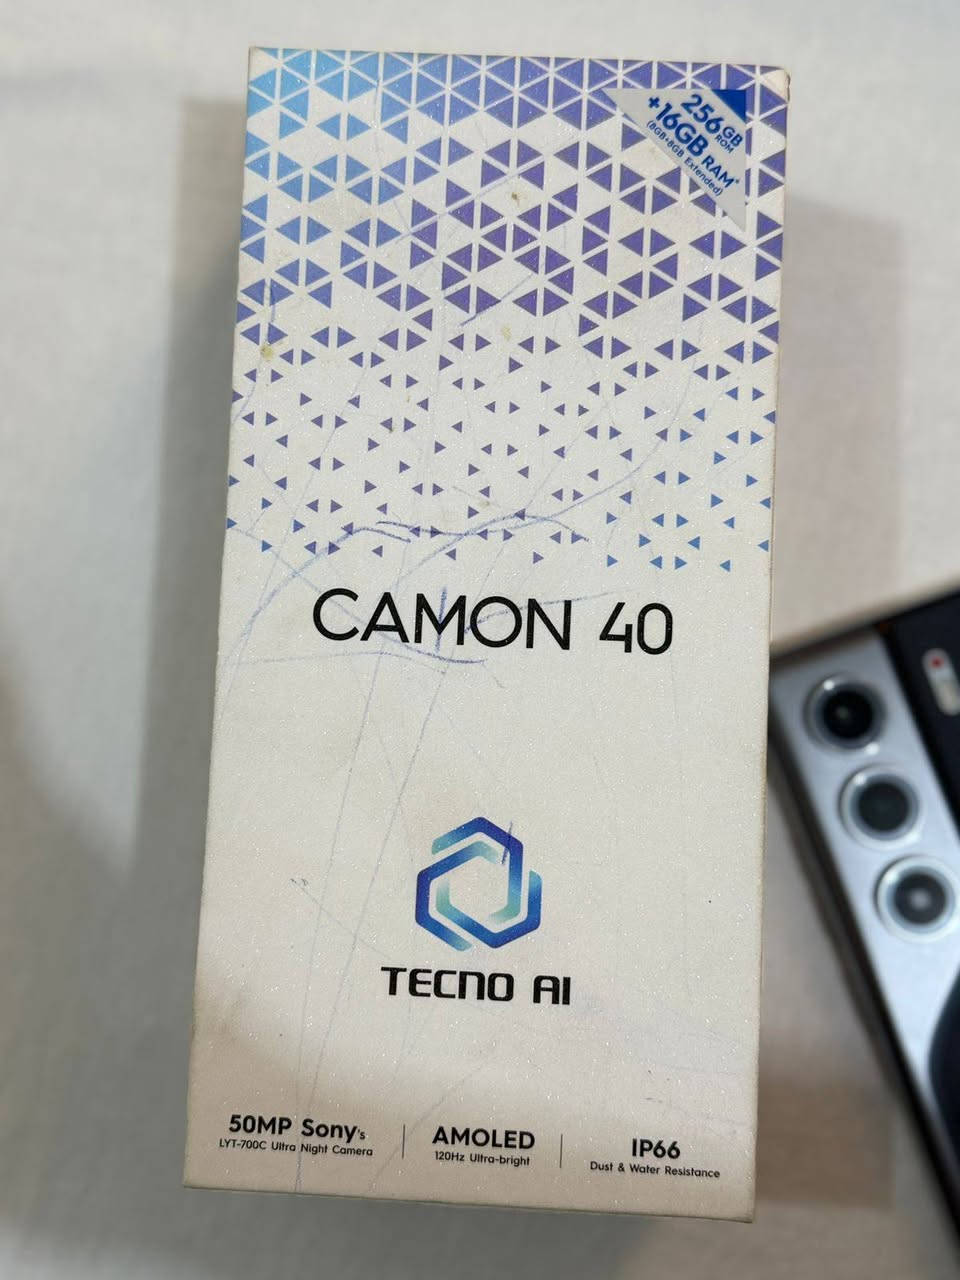 256GB
ROM
+16GB RAM*
(8GB+8GB Extended)
CAMON 40
TECNO AI
50MP Sony's
LYT-700C Ultra Night Camera
AMOLED
120Hz Ultra-bright
IP66
Dust & Water Resistance